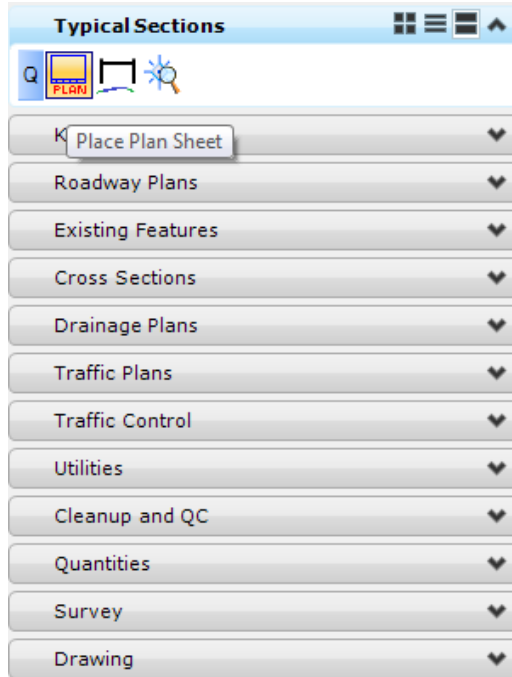 Typical Sections
Q
PLAN
K
Place Plan Sheet
Roadway Plans
Existing Features
Cross Sections
Drainage Plans
Traffic Plans
Traffic Control
Utilities
Cleanup and QC
Quantities
Survey
Drawing